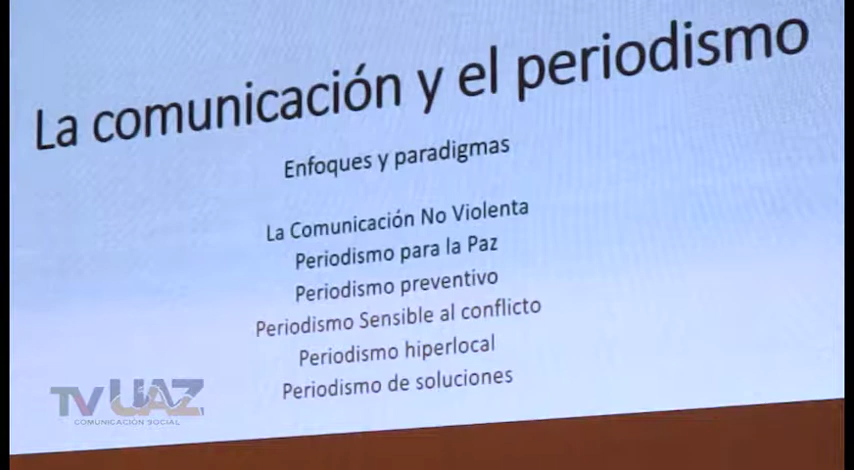 La comunicación y el periodismo
Enfoques y paradigmas
La Comunicación No Violenta
Periodismo para la Paz
Periodismo preventivo
Periodismo Sensible al conflicto
Periodismo hiperlocal
Periodismo de soluciones
TV UAZ
COMUNICACIÓN SOCIAL